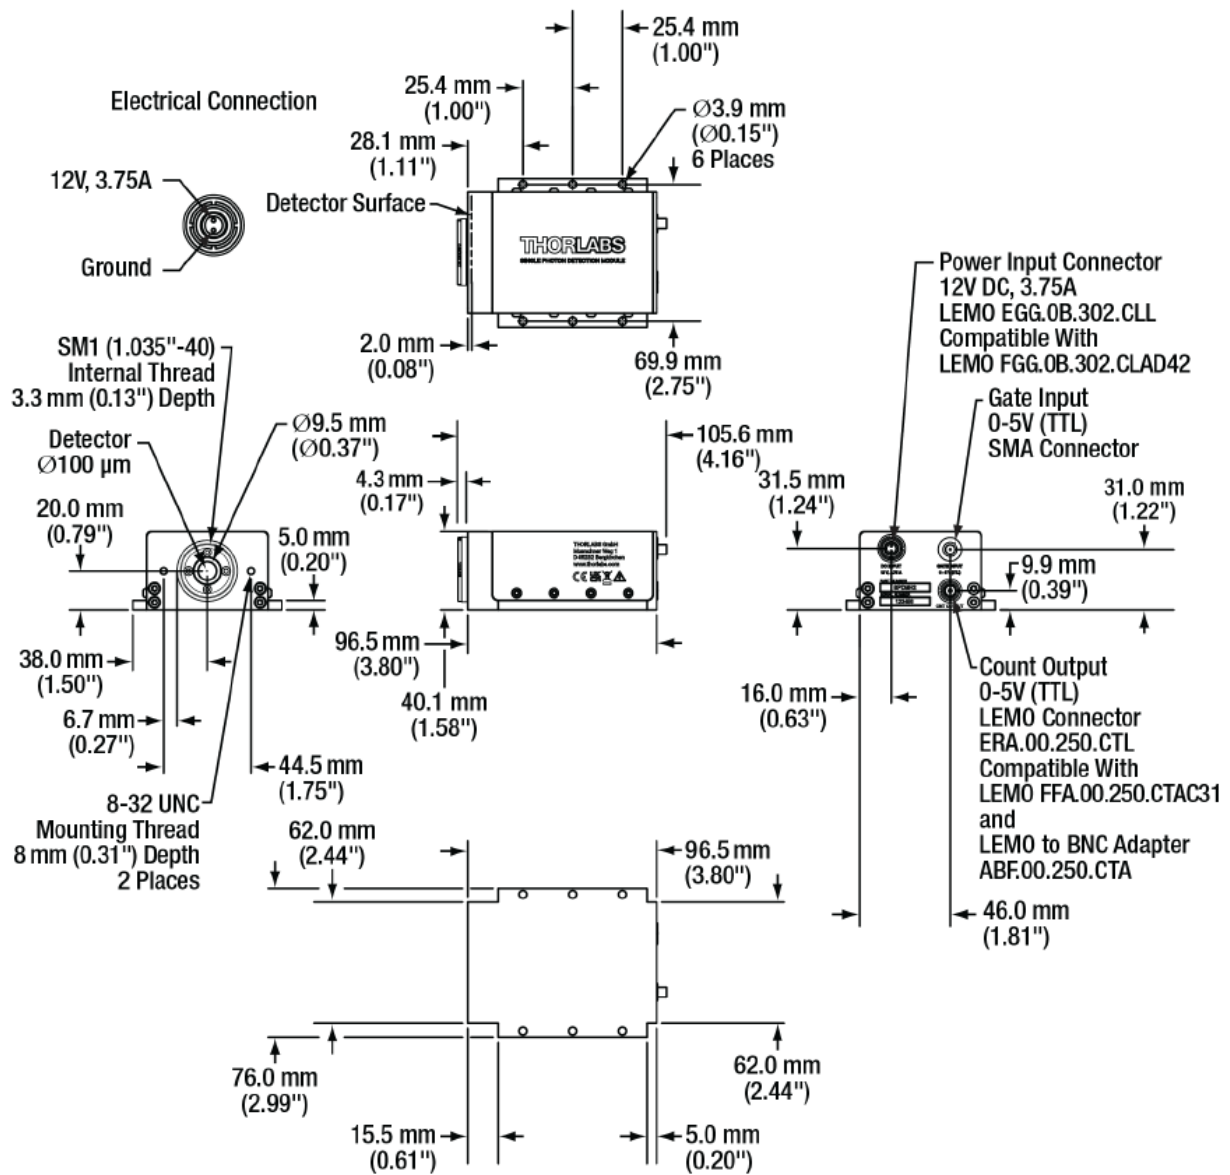 25.4 mm
(1.00")
25.4 mm
(1.00")
Electrical Connection
Ø3.9 mm
(Ø0.15")
6 Places
28.1 mm
(1.11")
12V, 3.75A
Detector Surface
Ground
THORLABS
SINGLE PHOTON DETECTION MODULE
2.0 mm
(0.08")
69.9 mm
(2.75")
Power Input Connector
12V DC, 3.75A
LEMO EGG.0B.302.CLL
Compatible With
LEMO FGG.0B.302.CLAD42
Gate Input
0-5V (TTL)
SMA Connector
SM1 (1.035"-40)
Internal Thread
3.3 mm (0.13") Depth
Detector
Ø100 µm
Ø9.5 mm
(Ø0.37")
20.0 mm
(0.79")
5.0 mm
(0.20")
38.0 mm
(1.50")
6.7 mm
(0.27")
44.5 mm
(1.75")
8-32 UNC
Mounting Thread
8 mm (0.31") Depth
2 Places
105.6 mm
(4.16")
4.3 mm
(0.17")
THORLABS GmbH
www.thorlabs.com
CE
96.5 mm
(3.80")
40.1 mm
(1.58")
31.5 mm
(1.24")
31.0 mm
(1.22")
9.9 mm
(0.39")
16.0 mm
(0.63")
Count Output
0-5V (TTL)
LEMO Connector
ERA.00.250.CTL
Compatible With
LEMO FFA.00.250.CTAC31
and
LEMO to BNC Adapter
ABF.00.250.CTA
46.0 mm
(1.81")
62.0 mm
(2.44")
96.5 mm
(3.80")
76.0 mm
(2.99")
62.0 mm
(2.44")
15.5 mm
(0.61")
5.0 mm
(0.20")